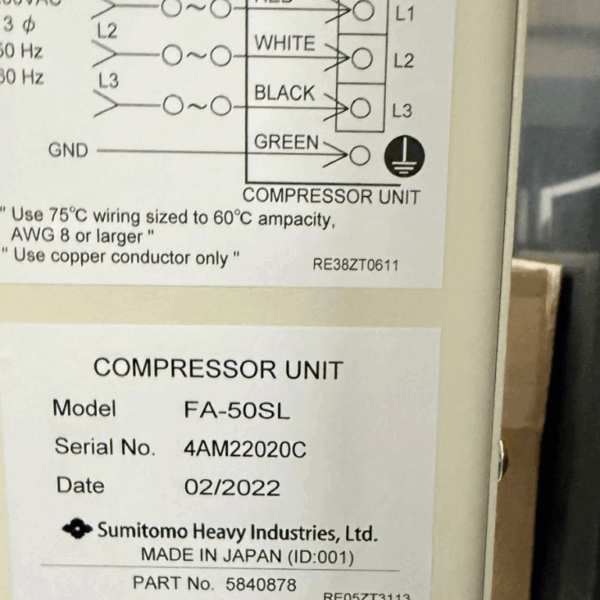 3 ϕ
L1
L2
50 Hz
WHITE
L2
60 Hz
L3
BLACK
L3
GND
GREEN
COMPRESSOR UNIT
" Use 75°C wiring sized to 60°C ampacity,
AWG 8 or larger "
" Use copper conductor only "
RE38ZT0611
COMPRESSOR UNIT
Model FA-50SL
Serial No. 4AM22020C
Date 02/2022
Sumitomo Heavy Industries, Ltd.
MADE IN JAPAN (ID:001)
PART No. 5840878
RE05ZT3113